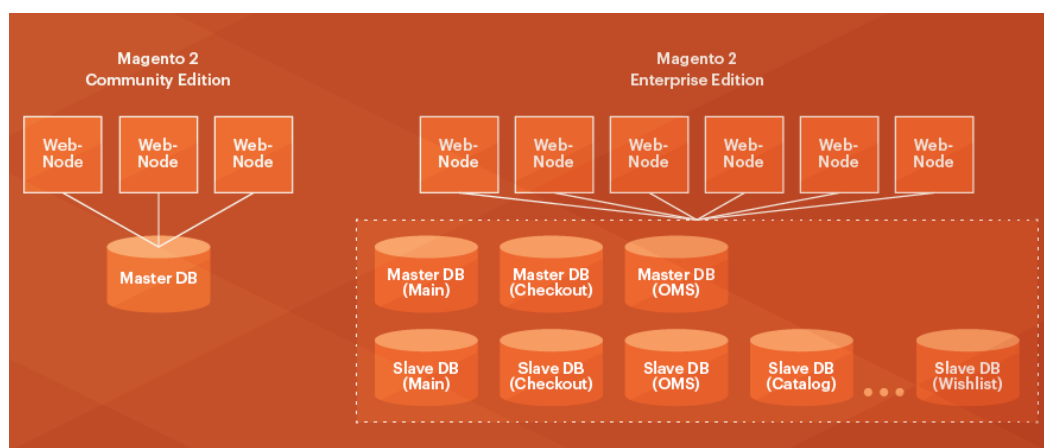 Magento 2
Community Edition
Magento 2
Enterprise Edition
Web-
Node
Web-
Node
Web-
Node
Web-
Node
Web-
Node
Web-
Node
Web-
Node
Web-
Node
Web-
Node
Master DB
Master DB
(Main)
Master DB
(Checkout)
Master DB
(OMS)
Slave DB
(Main)
Slave DB
(Checkout)
Slave DB
(OMS)
Slave DB
(Catalog)
Slave DB
(Wishlist)